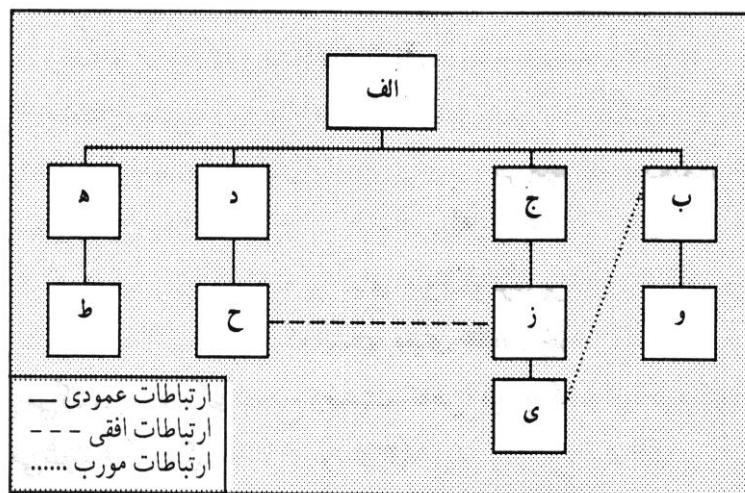 الف
ب
ج
د
ه
و
ز
ح
ط
ی
ارتباطات عمودی
ارتباطات افقی
ارتباطات مورب